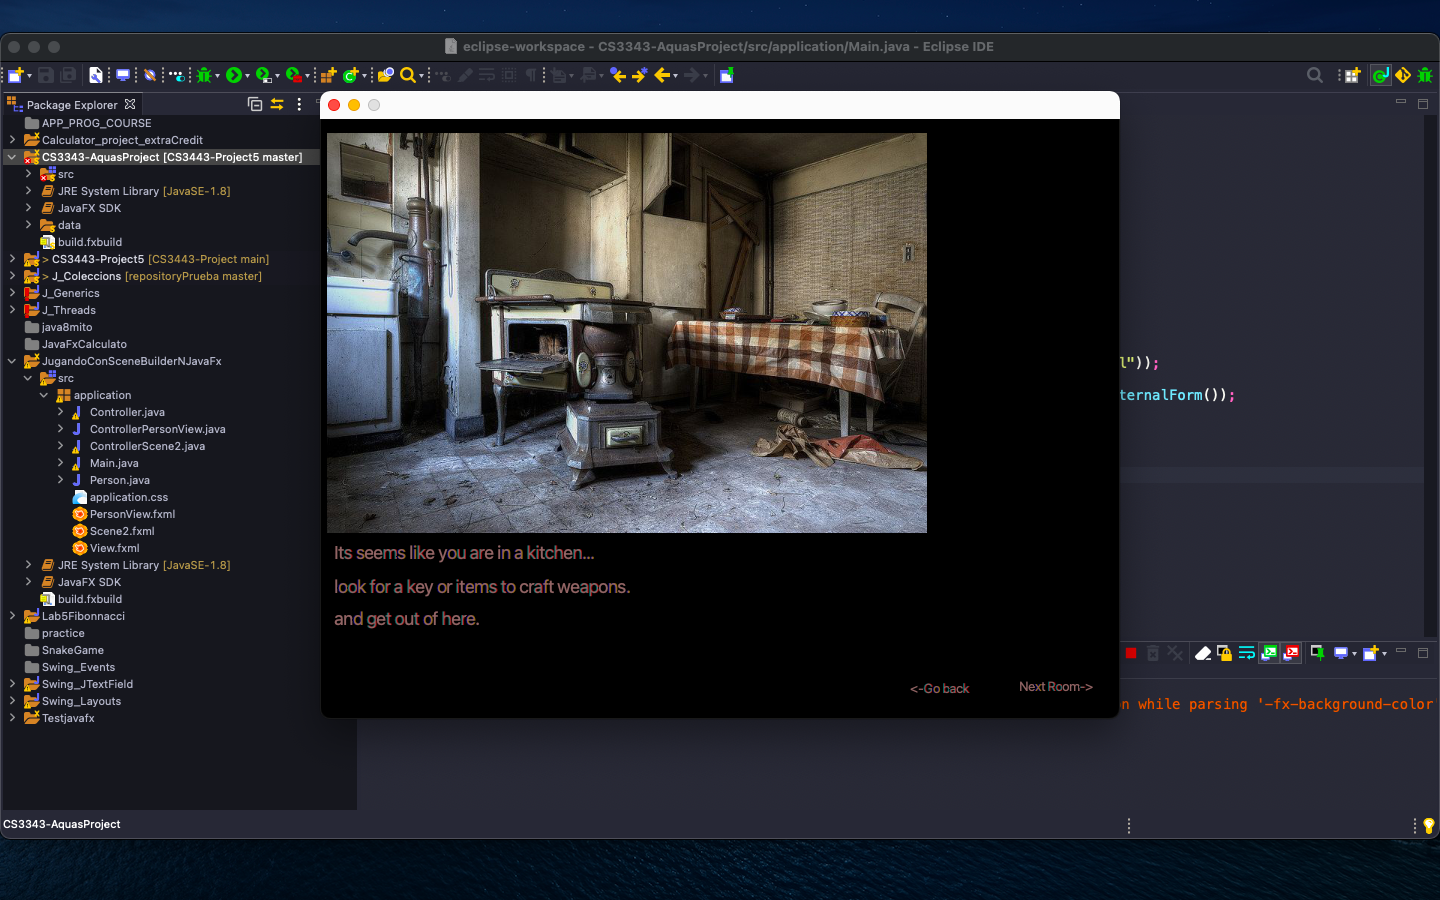 eclipse-workspace - CS3343-AquasProject/src/application/Main.java - Eclipse IDE
Package Explorer
APP_PROG_COURSE
Calculator_project_extraCredit
CS3343-AquasProject [CS3443-Project5 master]
src
JRE System Library [JavaSE-1.8]
JavaFX SDK
data
build.fxbuild
> CS3443-Project5 [CS3443-Project main]
> J_Coleccions [repositoryPrueba master]
J_Generics
J_Threads
java8mito
JavaFxCalculato
JugandoConSceneBuilderNJavaFx
src
application
Controller.java
ControllerPersonView.java
ControllerScene2.java
Main.java
Person.java
application.css
PersonView.fxml
Scene2.fxml
View.fxml
JRE System Library [JavaSE-1.8]
JavaFX SDK
build.fxbuild
Lab5Fibonnacci
practice
SnakeGame
Swing_Events
Swing_JTextField
Swing_Layouts
Testjavafx
l"));
ternalForm());
Its seems like you are in a kitchen...
look for a key or items to craft weapons.
and get out of here.
<-Go back
Next Room->
n while parsing '-fx-background-color
CS3343-AquasProject